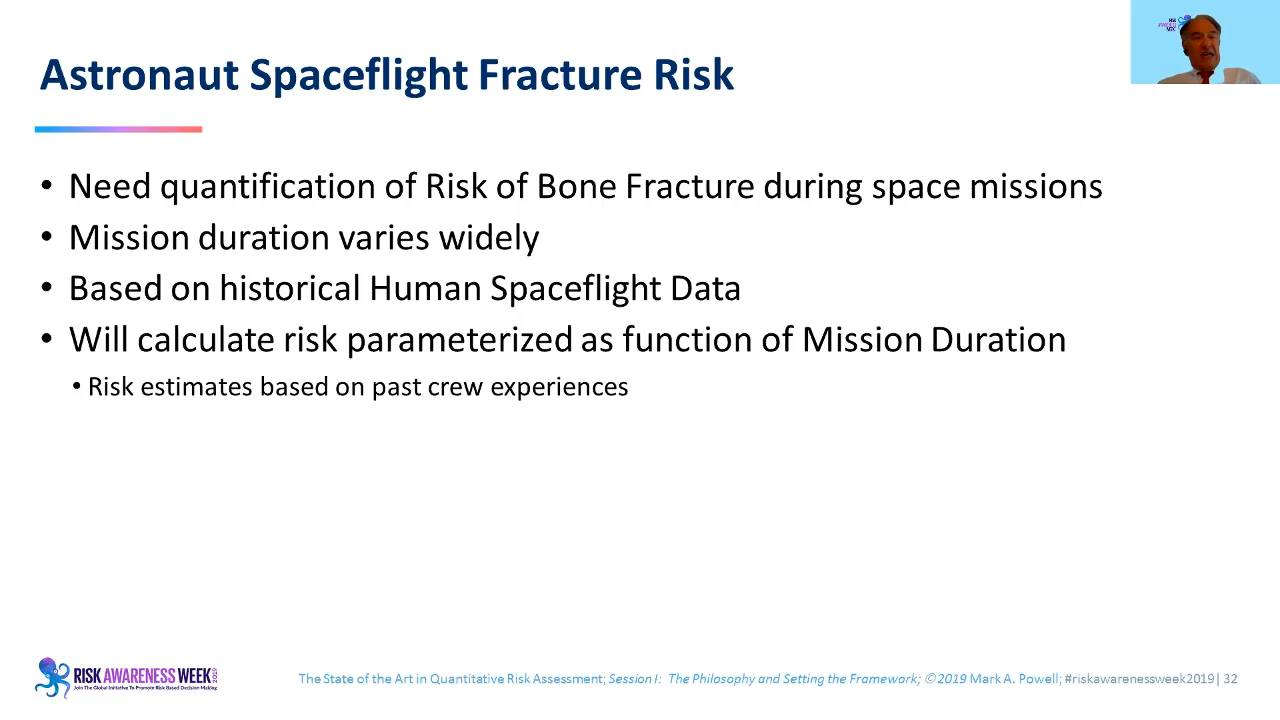 Astronaut Spaceflight Fracture Risk
• Need quantification of Risk of Bone Fracture during space missions
• Mission duration varies widely
• Based on historical Human Spaceflight Data
• Will calculate risk parameterized as function of Mission Duration
• Risk estimates based on past crew experiences
RISK AWARENESS WEEK 2019
Join The Global Initiative To Promote Risk Based Decision Making
The State of the Art in Quantitative Risk Assessment; Session I: The Philosophy and Setting the Framework; ©2019 Mark A. Powell; #riskawarenessweek2019| 32